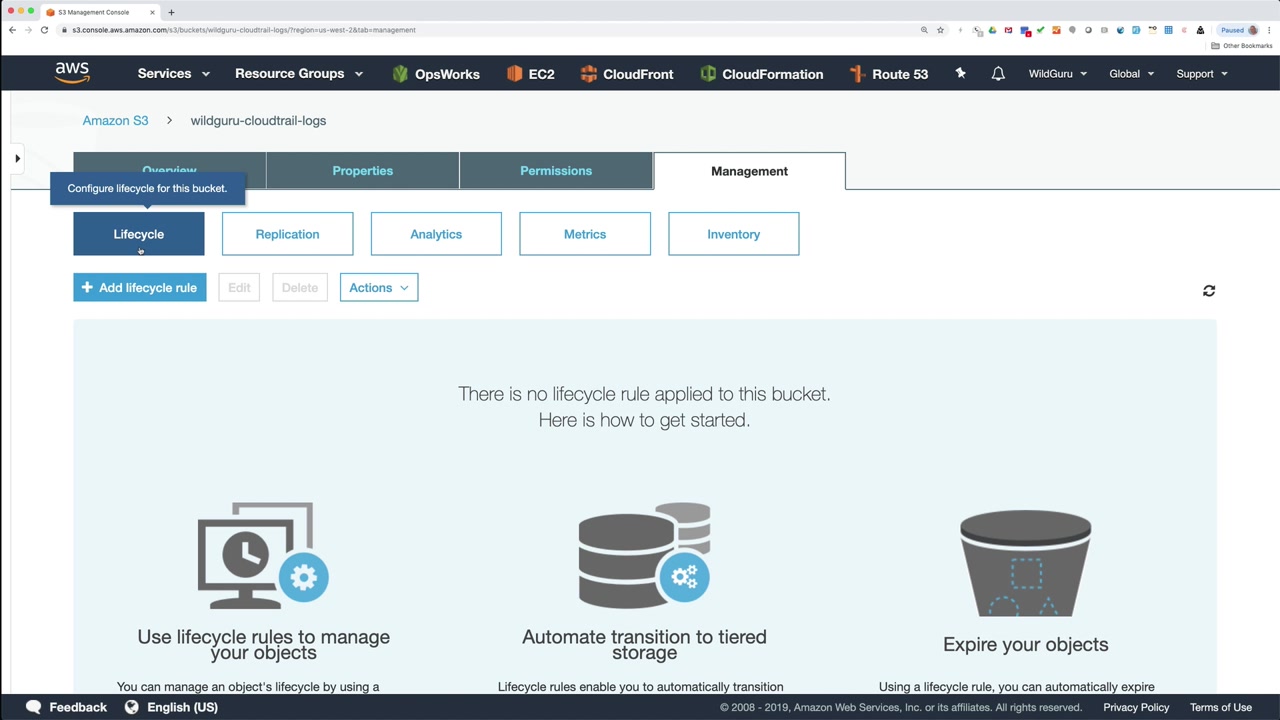 S3 Management Console
s3.console.aws.amazon.com/s3/buckets/wildguru-cloudtrail-logs/?region=us-west-2&tab=management
Paused
Other Bookmarks
aws
Services
Resource Groups
OpsWorks
EC2
CloudFront
CloudFormation
Route 53
WildGuru
Global
Support
Amazon S3
wildguru-cloudtrail-logs
Overview
Properties
Permissions
Management
Configure lifecycle for this bucket.
Lifecycle
Replication
Analytics
Metrics
Inventory
+ Add lifecycle rule
Edit
Delete
Actions
There is no lifecycle rule applied to this bucket.
Here is how to get started.
Use lifecycle rules to manage
your objects
Automate transition to tiered
storage
Expire your objects
You can manage an object's lifecycle by using a
Lifecycle rules enable you to automatically transition
Using a lifecycle rule, you can automatically expire
Feedback
English (US)
© 2008 - 2019, Amazon Web Services, Inc. or its affiliates. All rights reserved.
Privacy Policy
Terms of Use